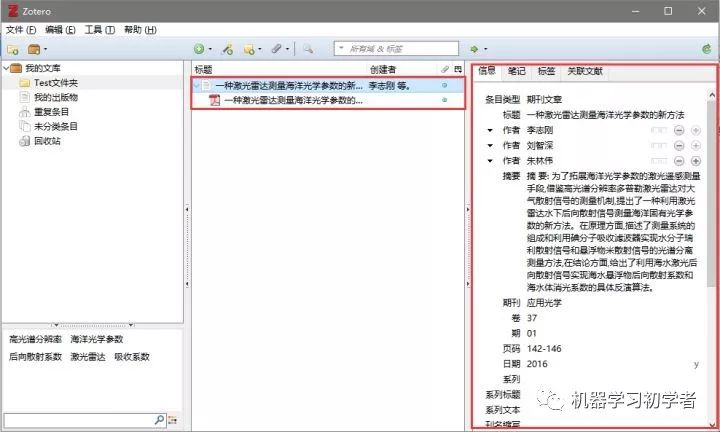 Zotero
文件 (F) 编辑 (E) 工具 (T) 帮助 (H)
所有域 & 标签
我的文库
Test文件夹
我的出版物
重复条目
未分类条目
回收站
高光谱分辨率 海洋光学参数
后向散射系数 激光雷达 吸收系数
标题 创建者
一种激光雷达测量海洋光学参数的新... 李志刚 等。
一种激光雷达测量海洋光学参数的...
信息 笔记 标签 关联文献
条目类型 期刊文章
标题 一种激光雷达测量海洋光学参数的新方法
作者 李志刚
作者 刘智深
作者 朱林伟
摘要 摘 要: 为了拓展海洋光学参数的激光遥感测量
手段,借鉴高光谱分辨率多普勒激光雷达对大
气散射信号的测量机制,提出了一种利用激光
雷达水下后向散射信号测量海洋固有光学参
数的新方法。在原理方面,描述了测量系统的
组成和利用碘分子吸收滤波器实现水分子瑞
利散射信号和悬浮物米散射信号的光谱分离
测量方法,在结论方面,给出了利用海水激光后
向散射信号实现海水悬浮物后向散射系数和
海水体消光系数的具体反演算法。
期刊 应用光学
卷 37
期 01
页码 142-146
日期 2016 y
系列
系列标题
系列文本
刊名缩写
机器学习初学者